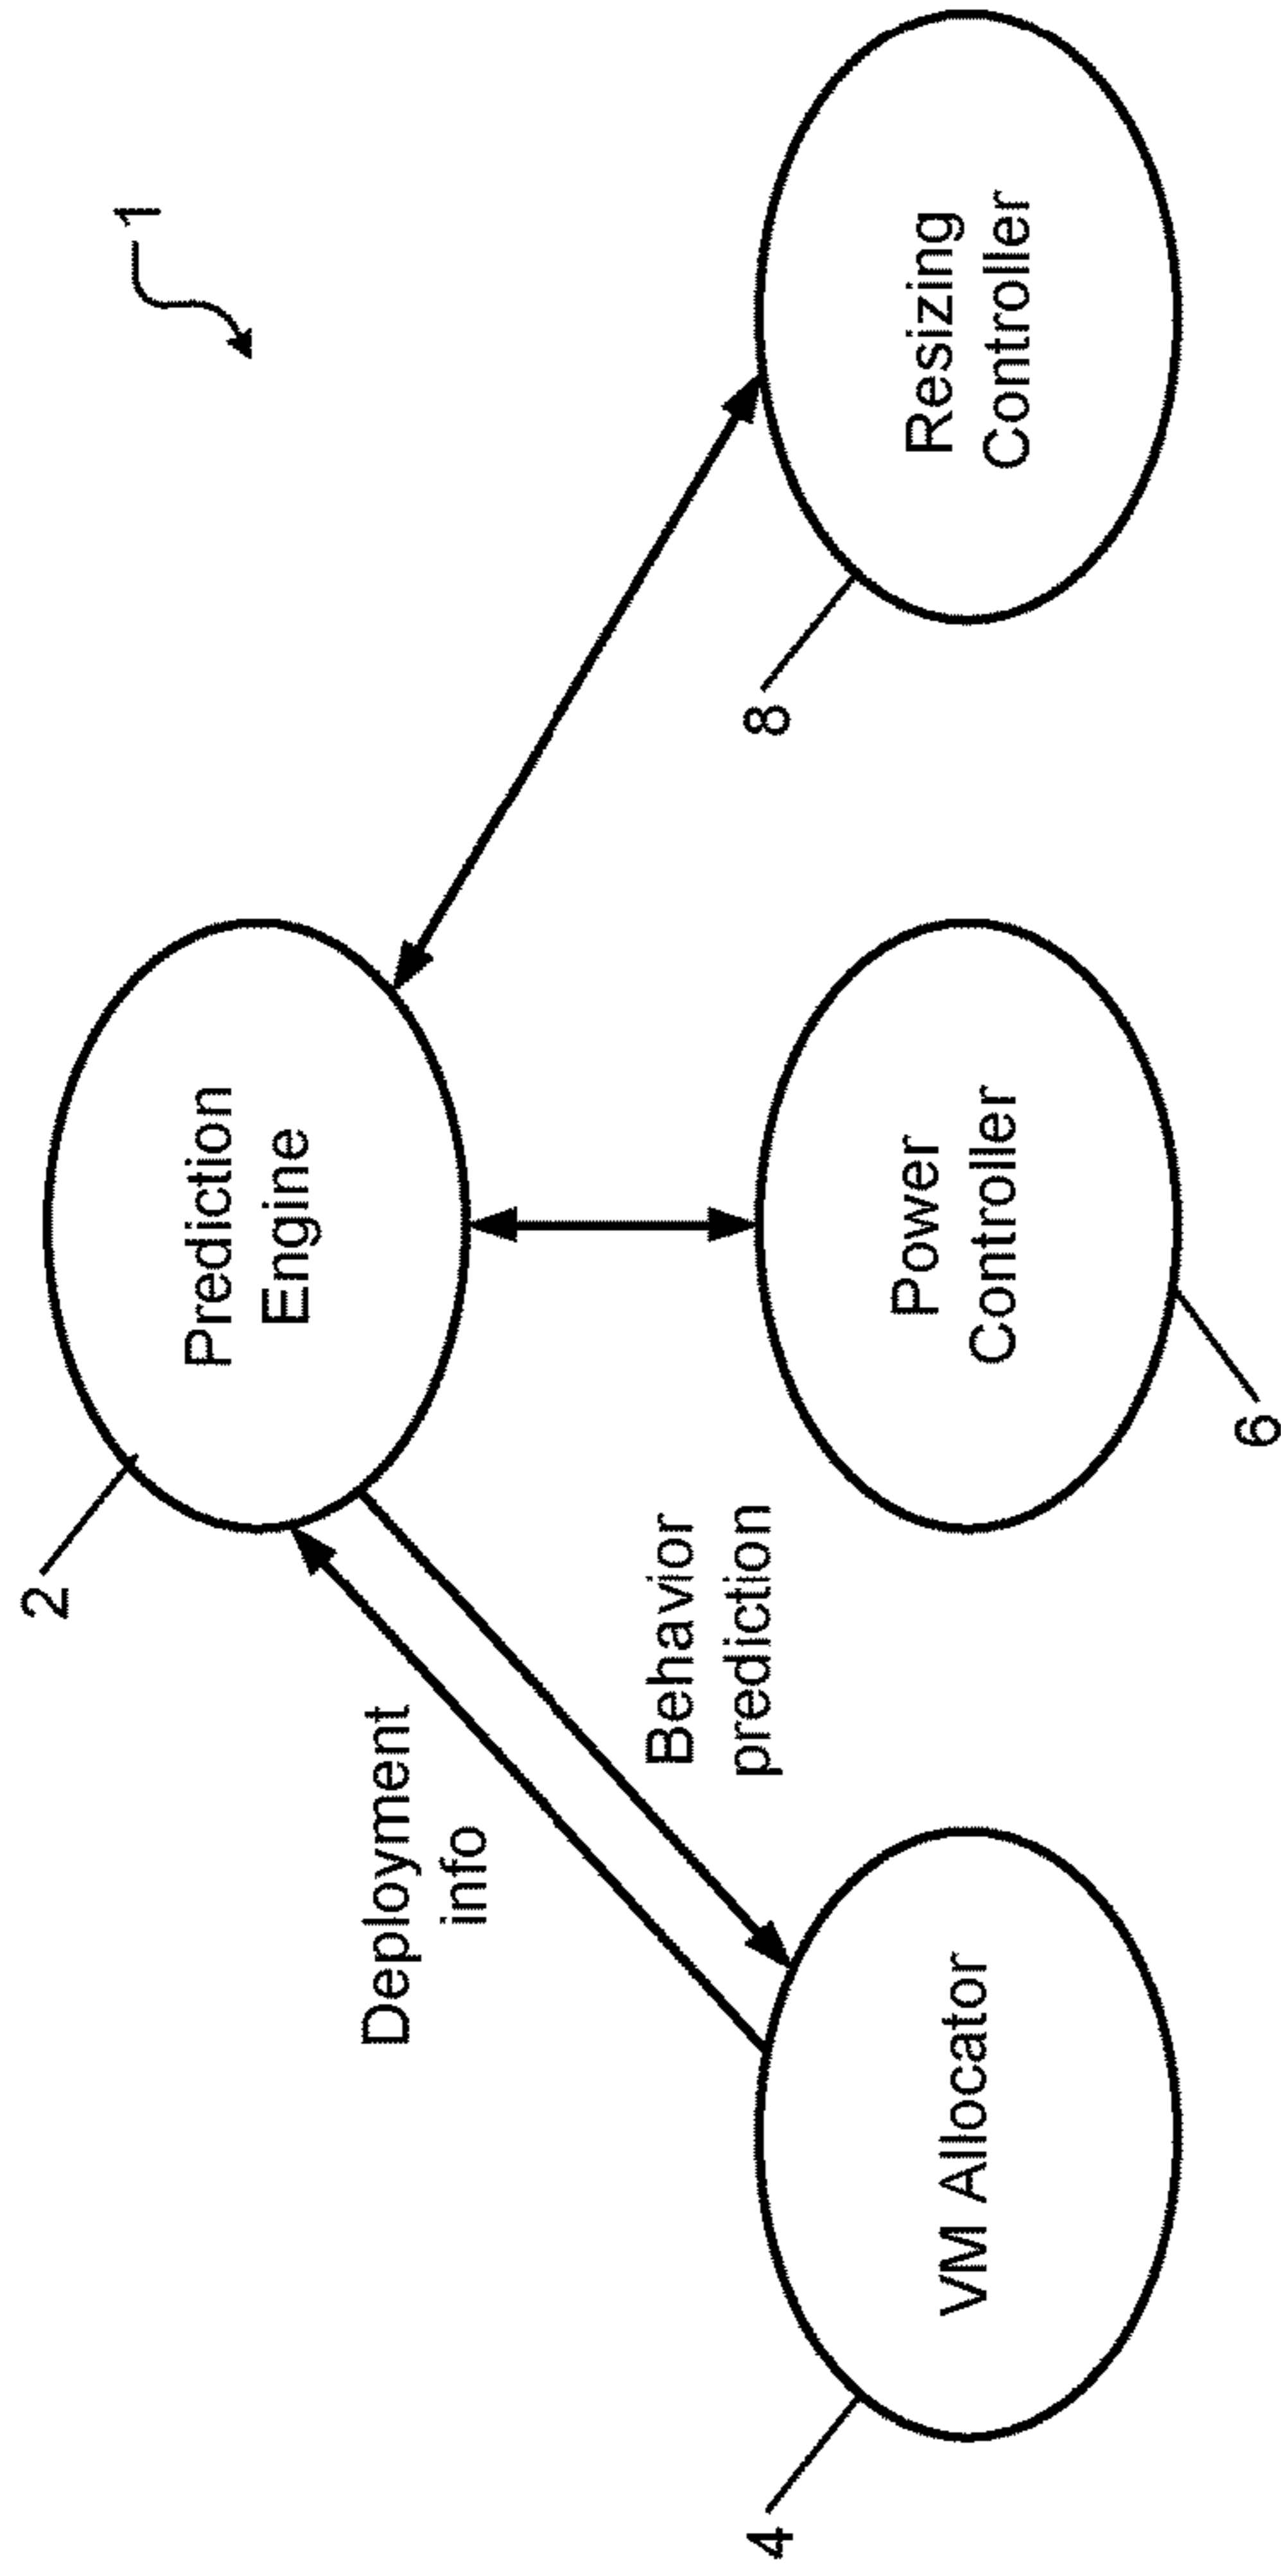 1
2
Prediction
Engine
Deployment
info
Behavior
prediction
4
VM Allocator
6
Power
Controller
8
Resizing
Controller